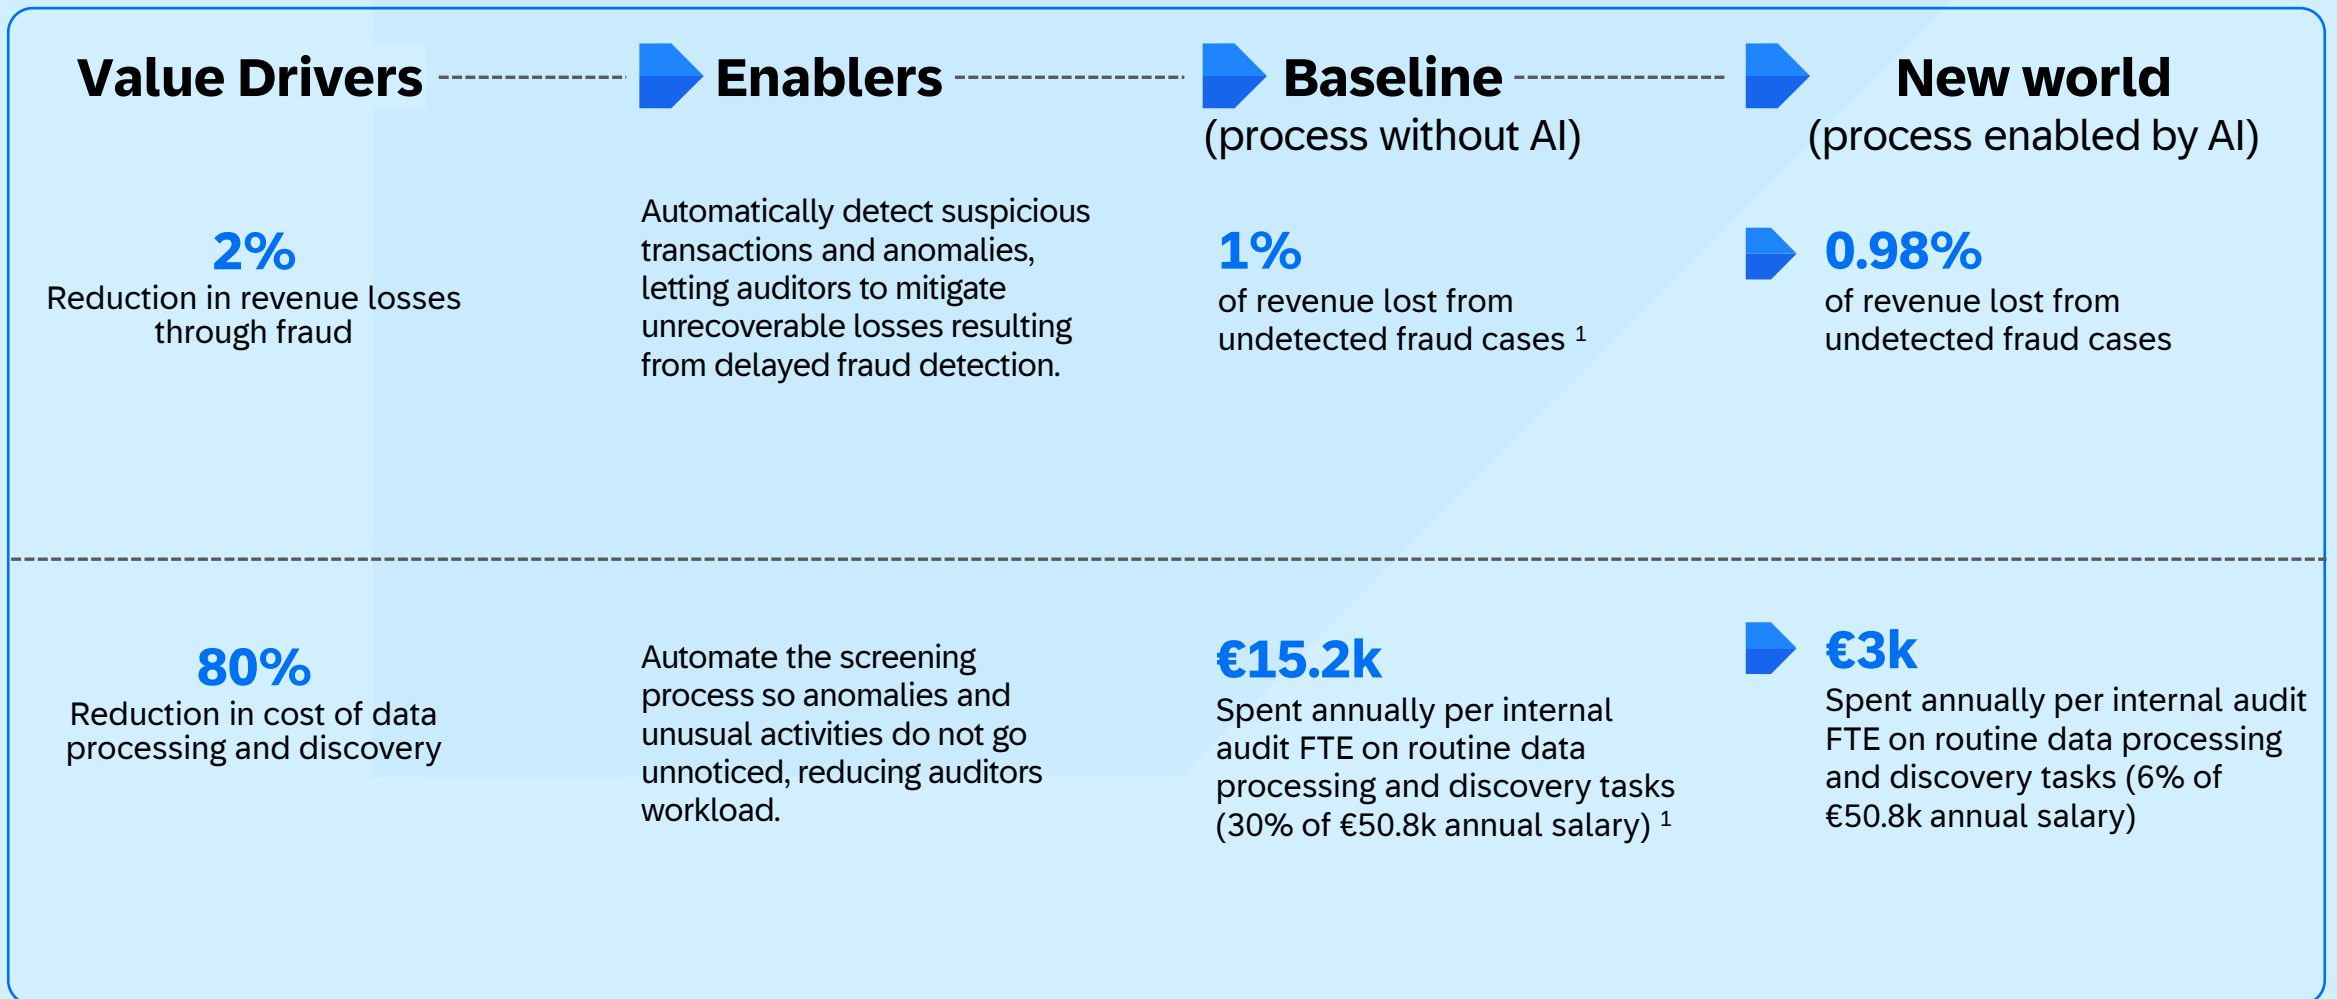 Value Drivers
Enablers
Baseline
(process without AI)
New world
(process enabled by AI)
2%
Reduction in revenue losses
through fraud
Automatically detect suspicious
transactions and anomalies,
letting auditors to mitigate
unrecoverable losses resulting
from delayed fraud detection.
1%
of revenue lost from
undetected fraud cases 1
0.98%
of revenue lost from
undetected fraud cases
80%
Reduction in cost of data
processing and discovery
Automate the screening
process so anomalies and
unusual activities do not go
unnoticed, reducing auditors
workload.
€15.2k
Spent annually per internal
audit FTE on routine data
processing and discovery tasks
(30% of €50.8k annual salary) 1
€3k
Spent annually per internal audit
FTE on routine data processing
and discovery tasks (6% of
€50.8k annual salary)